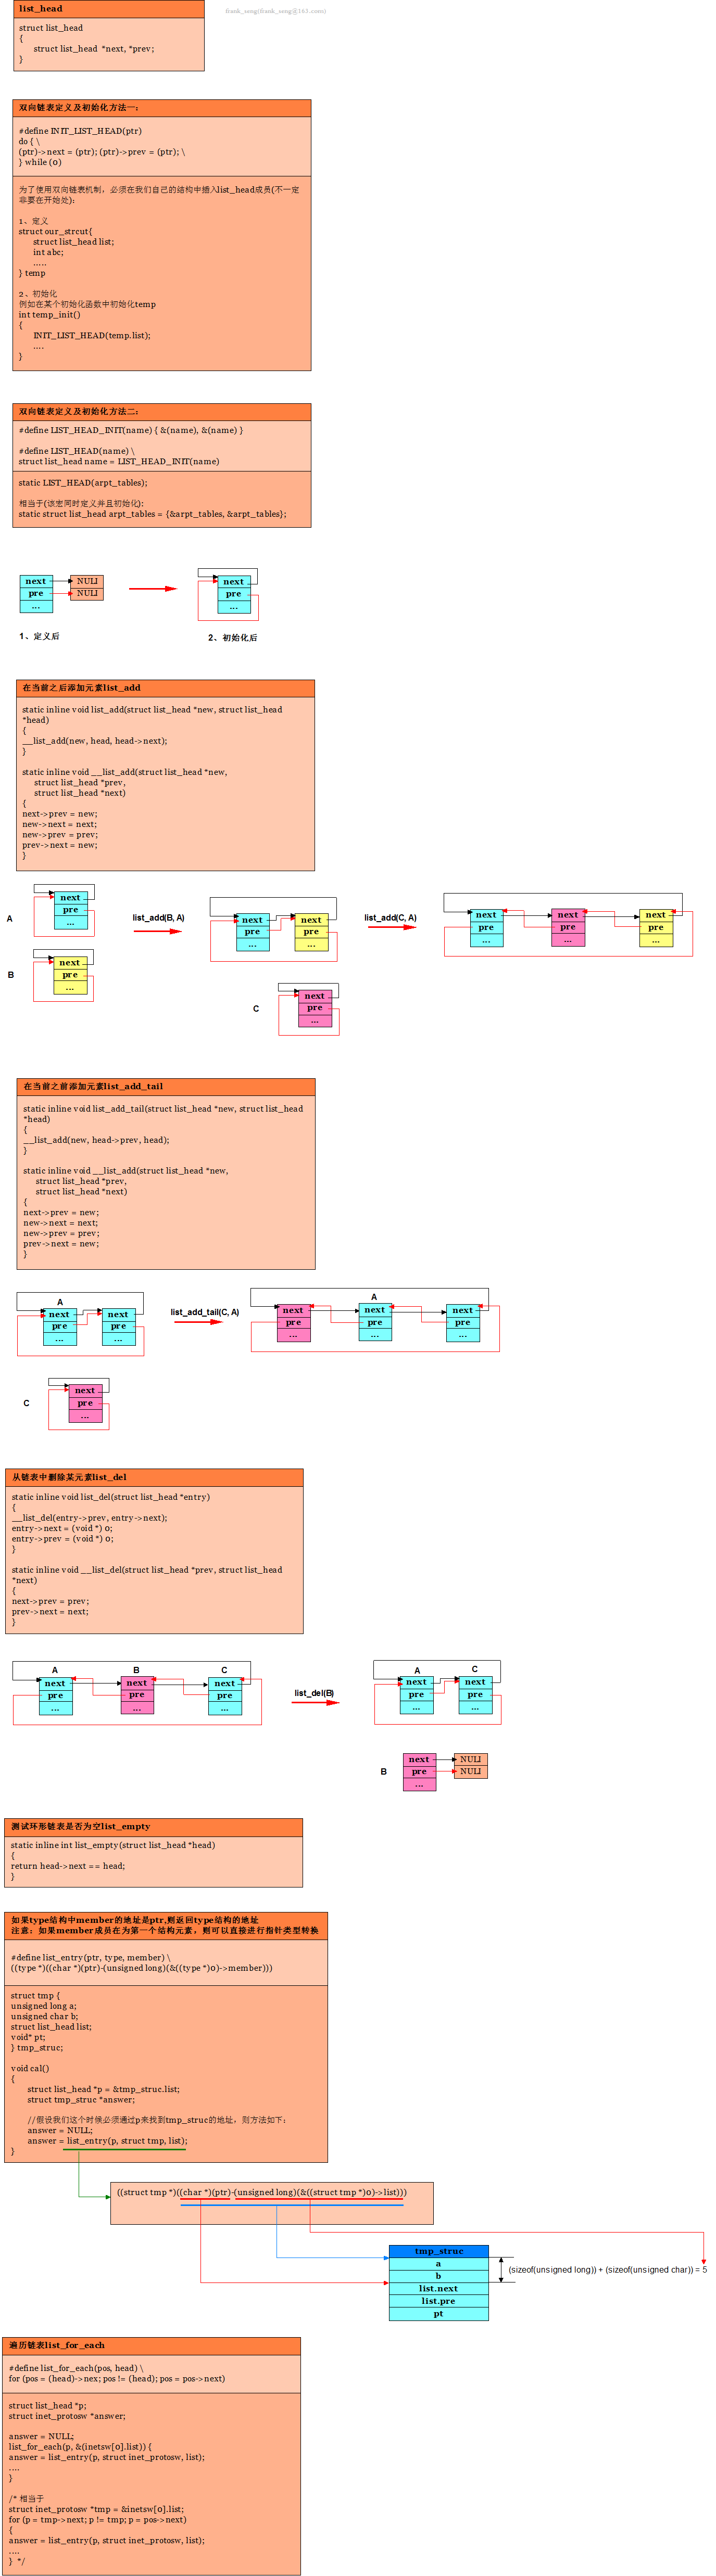 list_head
frank_seng(frank_seng@163.com)
struct list_head
{
struct list_head *next, *prev;
}
双向链表定义及初始化方法一：
#define INIT_LIST_HEAD(ptr)
do { \
(ptr)->next = (ptr); (ptr)->prev = (ptr); \
} while (0)
为了使用双向链表机制，必须在我们自己的结构中插入list_head成员(不一定
非要在开始处)：
1、定义
struct our_strcut{
struct list_head list;
int abc;
.....
} temp
2、初始化
例如在某个初始化函数中初始化temp
int temp_init()
{
INIT_LIST_HEAD(temp.list);
....
}
双向链表定义及初始化方法二：
#define LIST_HEAD_INIT(name) { &(name), &(name) }
#define LIST_HEAD(name) \
struct list_head name = LIST_HEAD_INIT(name)
static LIST_HEAD(arpt_tables);
相当于(该宏同时定义并且初始化)：
static struct list_head arpt_tables = {&arpt_tables, &arpt_tables};
next NULl
pre NULl
...
next
pre
...
1、定义后
2、初始化后
在当前之后添加元素list_add
static inline void list_add(struct list_head *new, struct list_head
*head)
{
__list_add(new, head, head->next);
}
static inline void __list_add(struct list_head *new,
struct list_head *prev,
struct list_head *next)
{
next->prev = new;
new->next = next;
new->prev = prev;
prev->next = new;
}
A
next
pre
...
list_add(B, A)
next next
pre pre
... ...
list_add(C, A)
next next next
pre pre pre
... ... ...
B
next
pre
...
C
next
pre
...
在当前之前添加元素list_add_tail
static inline void list_add_tail(struct list_head *new, struct list_head
*head)
{
__list_add(new, head->prev, head);
}
static inline void __list_add(struct list_head *new,
struct list_head *prev,
struct list_head *next)
{
next->prev = new;
new->next = next;
new->prev = prev;
prev->next = new;
}
A
next next
pre pre
... ...
list_add_tail(C, A)
A
next next next
pre pre pre
... ... ...
C
next
pre
...
从链表中删除某元素list_del
static inline void list_del(struct list_head *entry)
{
__list_del(entry->prev, entry->next);
entry->next = (void *) 0;
entry->prev = (void *) 0;
}
static inline void __list_del(struct list_head *prev, struct list_head
*next)
{
next->prev = prev;
prev->next = next;
}
A B C
next next next
pre pre pre
... ... ...
list_del(B)
A C
next next
pre pre
... ...
B
next NULl
pre NULl
...
测试环形链表是否为空list_empty
static inline int list_empty(struct list_head *head)
{
return head->next == head;
}
如果type结构中member的地址是ptr,则返回type结构的地址
注意：如果member成员在为第一个结构元素，则可以直接进行指针类型转换
#define list_entry(ptr, type, member) \
((type *)((char *)(ptr)-(unsigned long)(&((type *)0)->member)))
struct tmp {
unsigned long a;
unsigned char b;
struct list_head list;
void* pt;
} tmp_struc;
void cal()
{
struct list_head *p = &tmp_struc.list;
struct tmp_struc *answer;
//假设我们这个时候必须通过p来找到tmp_struc的地址，则方法如下：
answer = NULL;
answer = list_entry(p, struct tmp, list);
}
((struct tmp *)((char *)(ptr)-(unsigned long)(&((struct tmp *)0)->list)))
tmp_struc
a
b
list.next
list.pre
pt
(sizeof(unsigned long)) + (sizeof(unsigned char)) = 5
遍历链表list_for_each
#define list_for_each(pos, head) \
for (pos = (head)->nex; pos != (head); pos = pos->next)
struct list_head *p;
struct inet_protosw *answer;
answer = NULL;
list_for_each(p, &(inetsw[0].list)) {
answer = list_entry(p, struct inet_protosw, list);
....
}
/* 相当于
struct inet_protosw *tmp = &inetsw[0].list;
for (p = tmp->next; p != tmp; p = pos->next)
{
answer = list_entry(p, struct inet_protosw, list);
....
} */